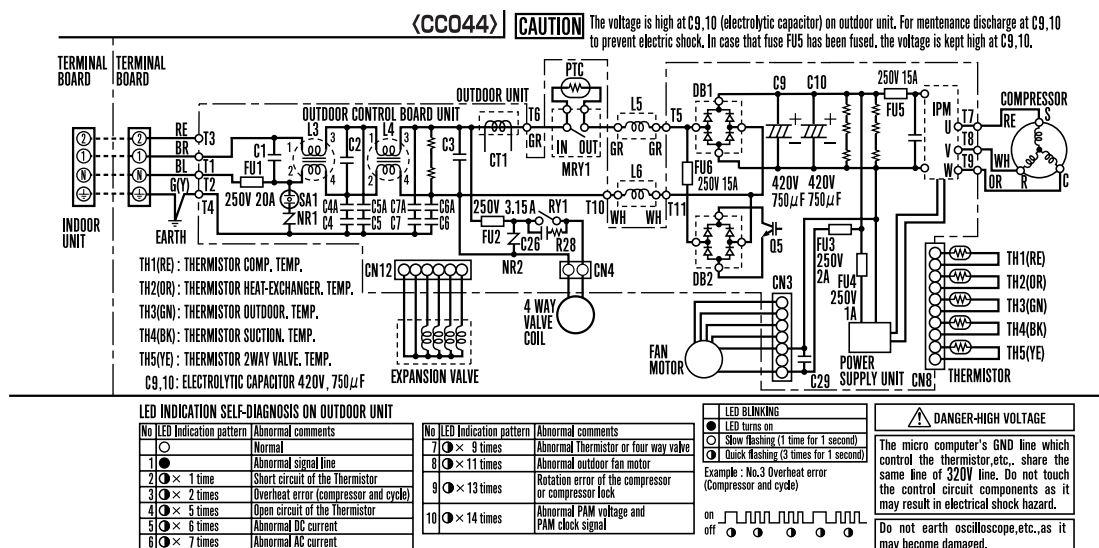 〈CC044〉
CAUTION
The voltage is high at C9,10 (electrolytic capacitor) on outdoor unit. For mentenance discharge at C9,10
to prevent electric shock. In case that fuse FU5 has been fused. the voltage is kept high at C9,10.
TERMINAL BOARD
TERMINAL BOARD
INDOOR UNIT
2
1
N
2
1
N
RE
BR
BL
G(Y)
EARTH
T3
T1
T2
T4
OUTDOOR CONTROL BOARD UNIT
OUTDOOR UNIT
C1
FU1
250V 20A
SA1
NR1
L3
1
3
2
4
C2
L4
1
3
2
4
C3
C4A
C4
C5A
C5
C7A
C7
C6A
C6
CT1
T6
GR
PTC
IN OUT
MRY1
L5
GR GR
T5
L6
WH WH
T10
T11
250V 3.15A
FU2
RY1
C26
R28
NR2
CN4
4 WAY
VALVE
COIL
CN12
EXPANSION VALVE
DB1
FU6
250V 15A
DB2
Q5
C9
C10
+
+
420V
750μF
420V
750μF
250V 15A
FU5
IPM
U
V
W
T7
T8
T9
RE
WH
OR
COMPRESSOR
S
R
C
FU3
250V
2A
FU4
250V
1A
CN3
FAN
MOTOR
C29
POWER
SUPPLY UNIT
CN8
TH1(RE)
TH2(OR)
TH3(GN)
TH4(BK)
TH5(YE)
THERMISTOR
TH1(RE) : THERMISTOR COMP. TEMP.
TH2(OR) : THERMISTOR HEAT-EXCHANGER. TEMP.
TH3(GN) : THERMISTOR OUTDOOR. TEMP.
TH4(BK) : THERMISTOR SUCTION. TEMP.
TH5(YE) : THERMISTOR 2WAY VALVE. TEMP.
C9,10 : ELECTROLYTIC CAPACITOR 420V, 750μF
LED INDICATION SELF-DIAGNOSIS ON OUTDOOR UNIT
No LED Indication pattern Abnormal comments
○ Normal
1 ● Abnormal signal line
2 ◑ × 1 time Short circuit of the Thermistor
3 ◑ × 2 times Overheat error (compressor and cycle)
4 ◑ × 5 times Open circuit of the Thermistor
5 ◑ × 6 times Abnormal DC current
6 ◑ × 7 times Abnormal AC current
No LED Indication pattern Abnormal comments
7 ◑ × 9 times Abnormal Thermistor or four way valve
8 ◑ × 11 times Abnormal outdoor fan motor
9 ◑ × 13 times Rotation error of the compressor
or compressor lock
10 ◑ × 14 times Abnormal PAM voltage and
PAM clock signal
LED BLINKING
● LED turns on
○ Slow flashing (1 time for 1 second)
◑ Quick flashing (3 times for 1 second)
Example : No.3 Overheat error
(Compressor and cycle)
on
off
DANGER-HIGH VOLTAGE
The micro computer's GND line which
control the thermistor,etc,. share the
same line of 320V line. Do not touch
the control circuit components as it
may result in electrical shock hazard.
Do not earth oscilloscope,etc.,as it
may become damaged.